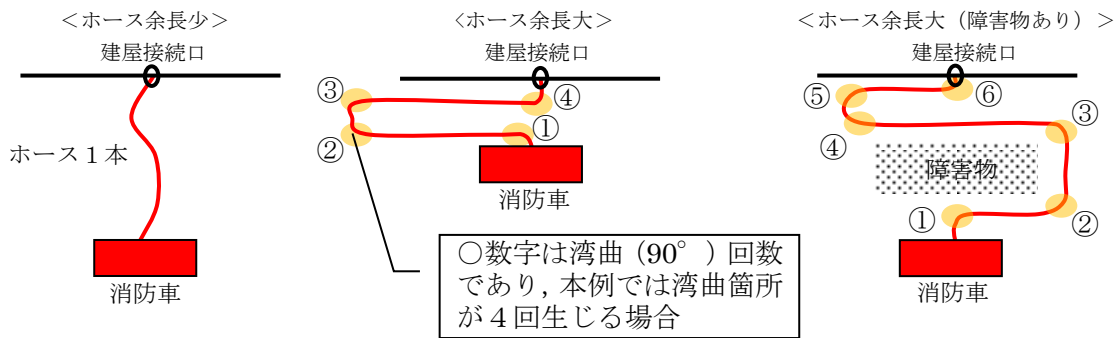 ＜ホース余長少＞
建屋接続口
ホース１本
消防車
＜ホース余長大＞
建屋接続口
③
④
①
②
消防車
○数字は湾曲（90°）回数
であり，本例では湾曲箇所
が４回生じる場合
＜ホース余長大（障害物あり）＞
建屋接続口
⑤
⑥
③
④
障害物
①
②
消防車